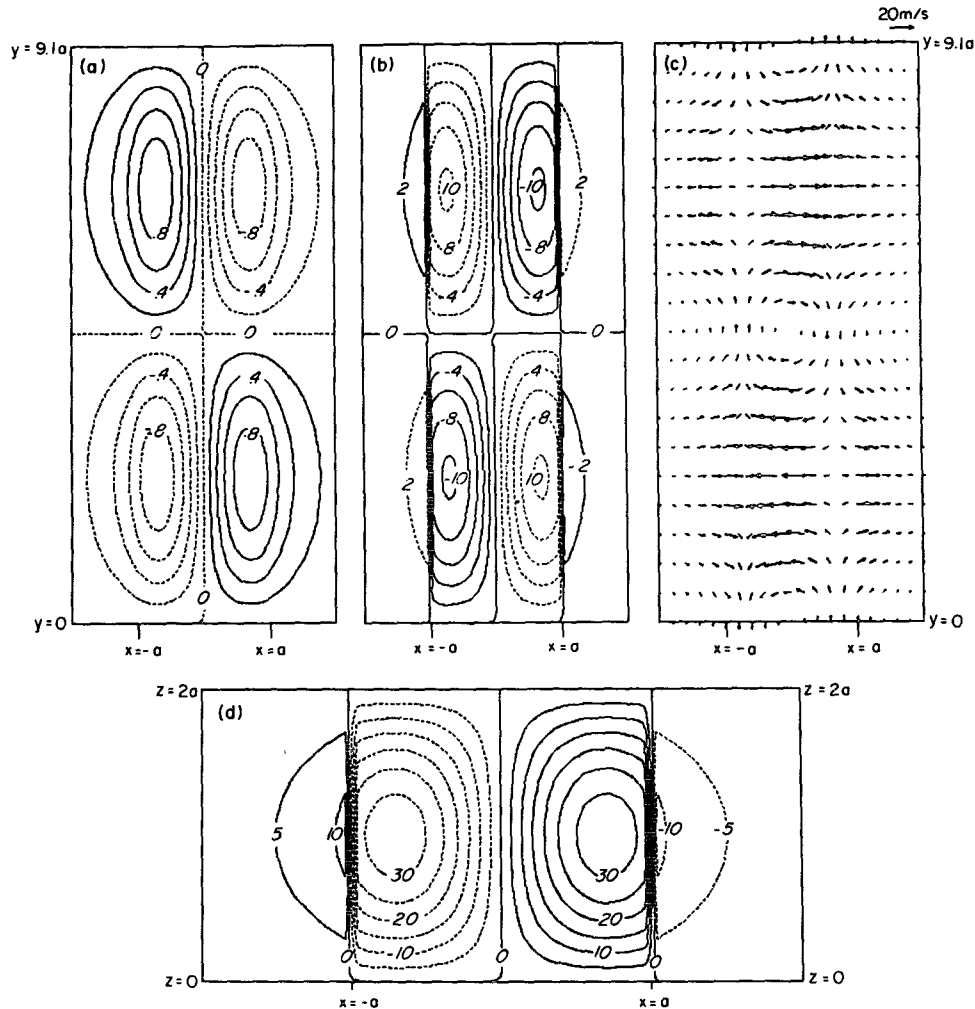 20m/s
y=9.1a (a) (b) (c) y=9.1a
0
2 10 -10 2
.8 -.8 .8 -8
.4 -.4 -4 -4
0 0 0 0 0
-.4 .4 -4 4
-.8 .8 -8 8
2 -10 10 -2
0
y=0 y=0
x=-a x=a x=-a x=a x=-a x=a
z=2a (d) z=2a
5 10 -10 -5
30 30
-20 20
-10 10
0 0 0
z=0 z=0
x=-a x=a